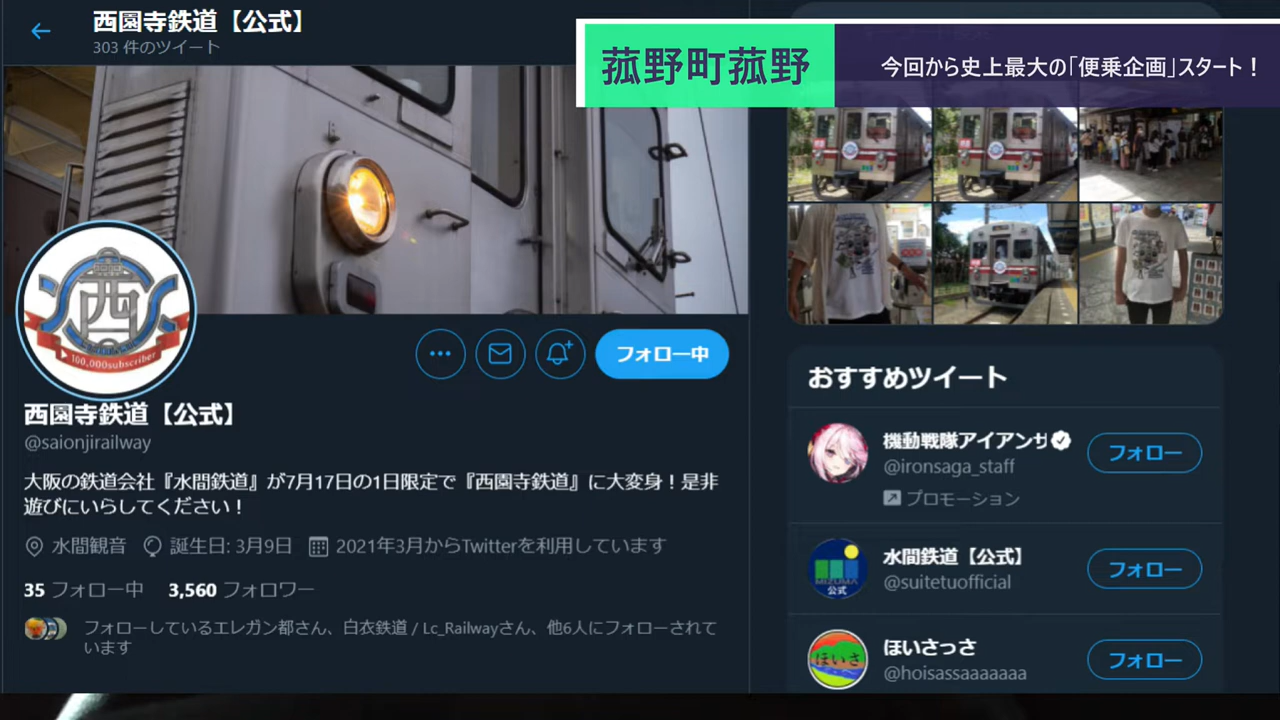 西園寺鉄道【公式】
303 件のツイート
菰野町菰野
今回から史上最大の「便乗企画」スタート！
西
100,000subscriber
フォロー中
西園寺鉄道【公式】
@saionjirailway
大阪の鉄道会社『水間鉄道』が7月17日の1日限定で『西園寺鉄道』に大変身！是非
遊びにいらしてください！
水間観音 誕生日: 3月9日 2021年3月からTwitterを利用しています
35 フォロー中 3,560 フォロワー
フォローしているエレガン都さん、白衣鉄道 / Lc_Railwayさん、他6人にフォローされて
います
おすすめツイート
機動戦隊アイアンサ
@ironsaga_staff
プロモーション
フォロー
水間鉄道【公式】
@suitetuofficial
フォロー
MIZUMA
公式
ほいさっさ
@hoisassaaaaaaa
フォロー
ほいさ